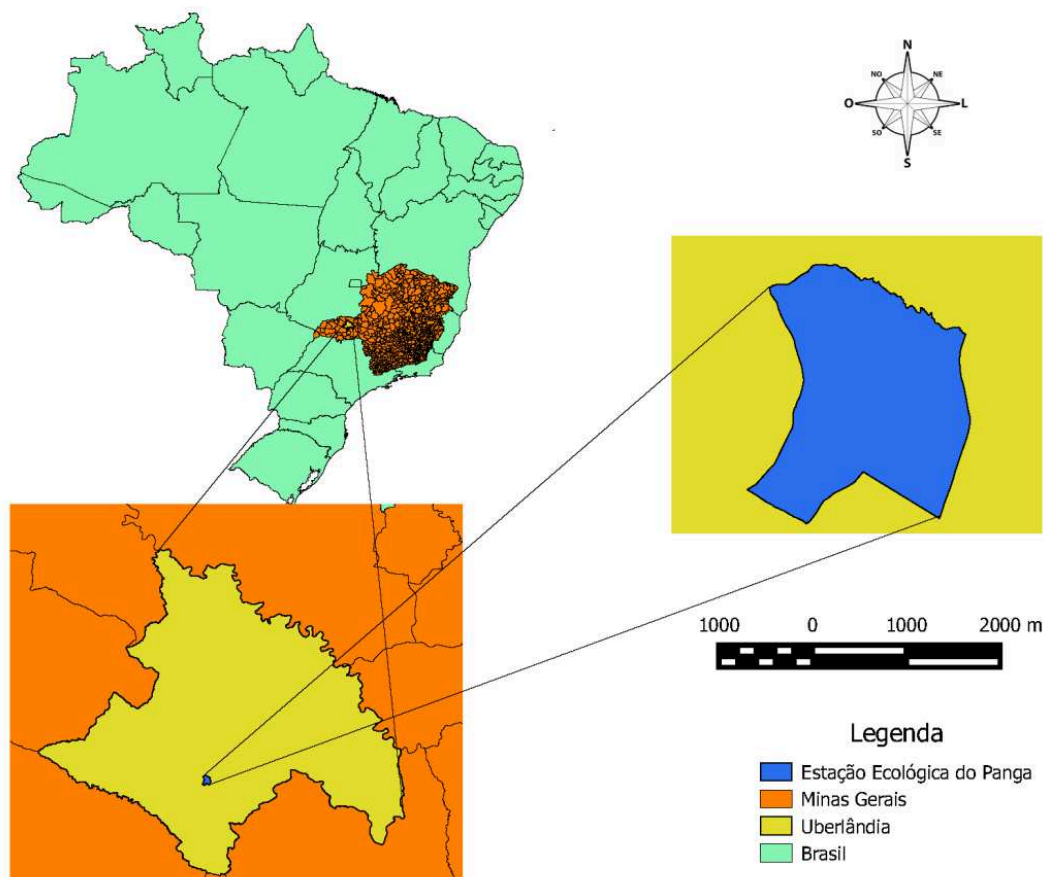 N
NO NE
O L
SO SE
S
1000 0 1000 2000 m
Legenda
Estação Ecológica do Panga
Minas Gerais
Uberlândia
Brasil